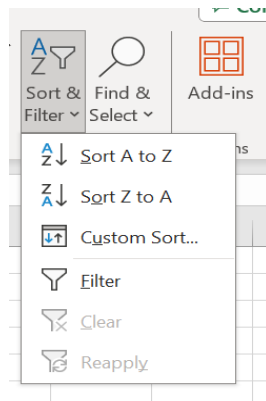 Sort & Find & Add-ins
Filter Select
Sort A to Z
Sort Z to A
Custom Sort...
Filter
Clear
Reapply